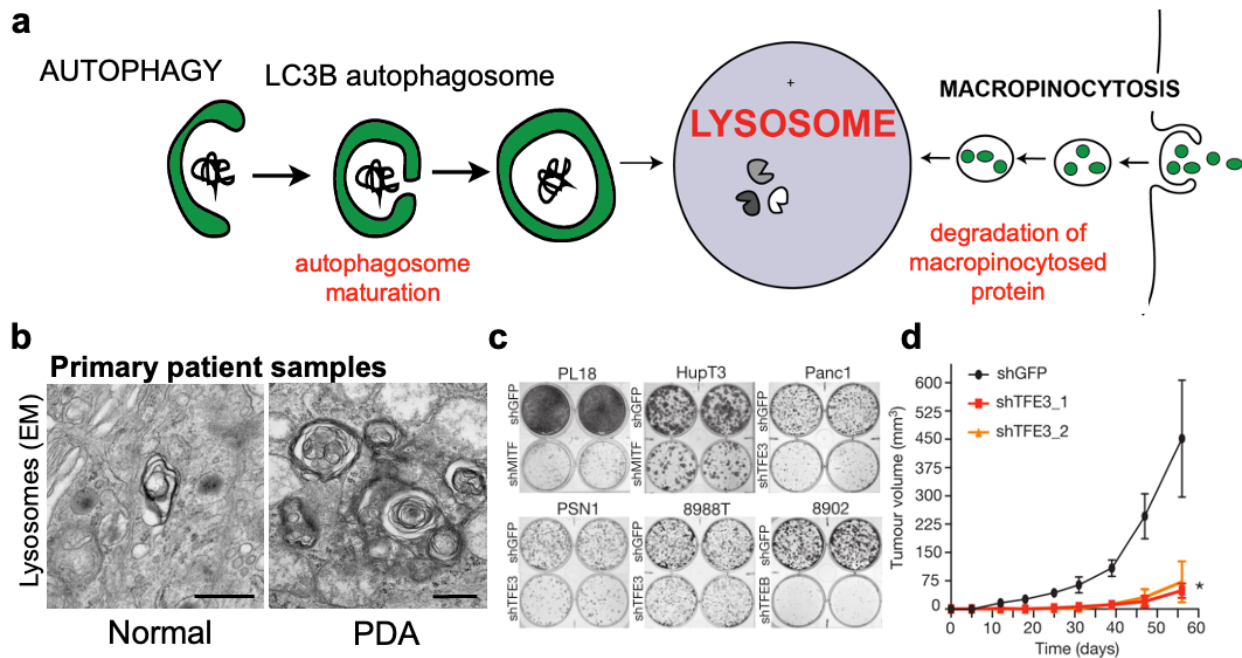 a
AUTOPHAGY
LC3B autophagosome
autophagosome
maturation
+
LYSOSOME
MACROPINOCYTOSIS
degradation of
macropinocytosed
protein
b
Primary patient samples
Lysosomes (EM)
Normal
PDA
c
PL18
HupT3
Panc1
shGFP
shMITF
shGFP
shMITF
shGFP
shTFE3
PSN1
8988T
8902
shGFP
shTFE3
shGFP
shTFE3
shGFP
shTFEB
d
shGFP
shTFE3_1
shTFE3_2
Tumour volume (mm³)
600
525
450
375
300
225
150
75
0
*
0 10 20 30 40 50 60
Time (days)